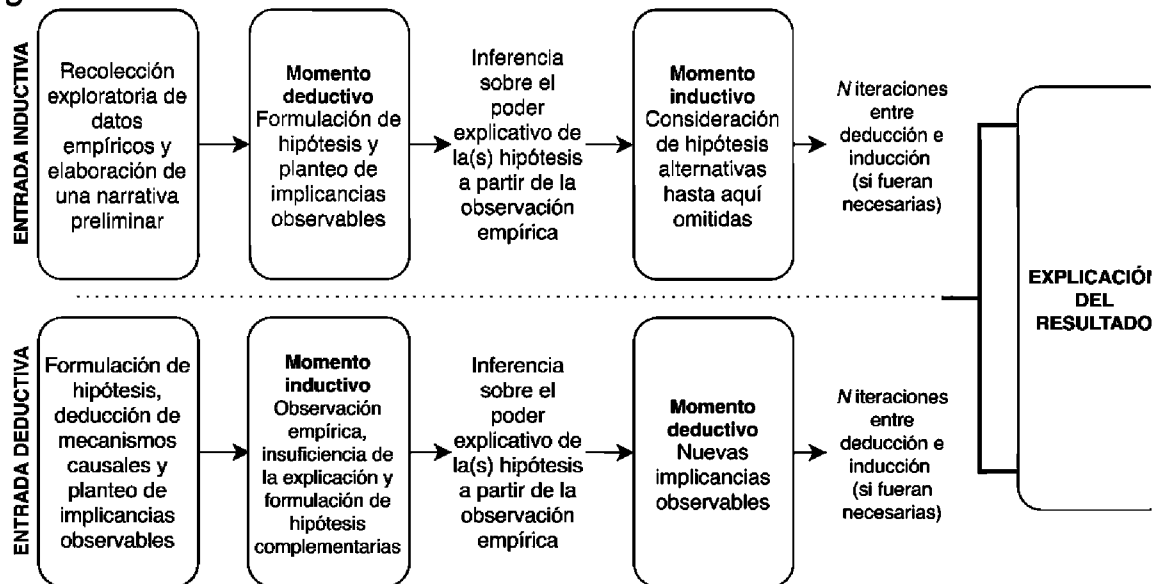 ENTRADA INDUCTIVA
Recolección
exploratoria de
datos
empíricos y
elaboración de
una narrativa
preliminar
Momento
deductivo
Formulación de
hipótesis y
planteo de
implicancias
observables
Inferencia
sobre el
poder
explicativo de
la(s) hipótesis
a partir de la
observación
empírica
Momento
inductivo
Consideración
de hipótesis
alternativas
hasta aquí
omitidas
N iteraciones
entre
deducción e
inducción
(si fueran
necesarias)
ENTRADA DEDUCTIVA
Formulación de
hipótesis,
deducción de
mecanismos
causales y
planteo de
implicancias
observables
Momento
inductivo
Observación
empírica,
insuficiencia de
la explicación y
formulación de
hipótesis
complementarias
Inferencia
sobre el
poder
explicativo de
la(s) hipótesis
a partir de la
observación
empírica
Momento
deductivo
Nuevas
implicancias
observables
N iteraciones
entre
deducción e
inducción
(si fueran
necesarias)
EXPLICACIÓN
DEL
RESULTADO